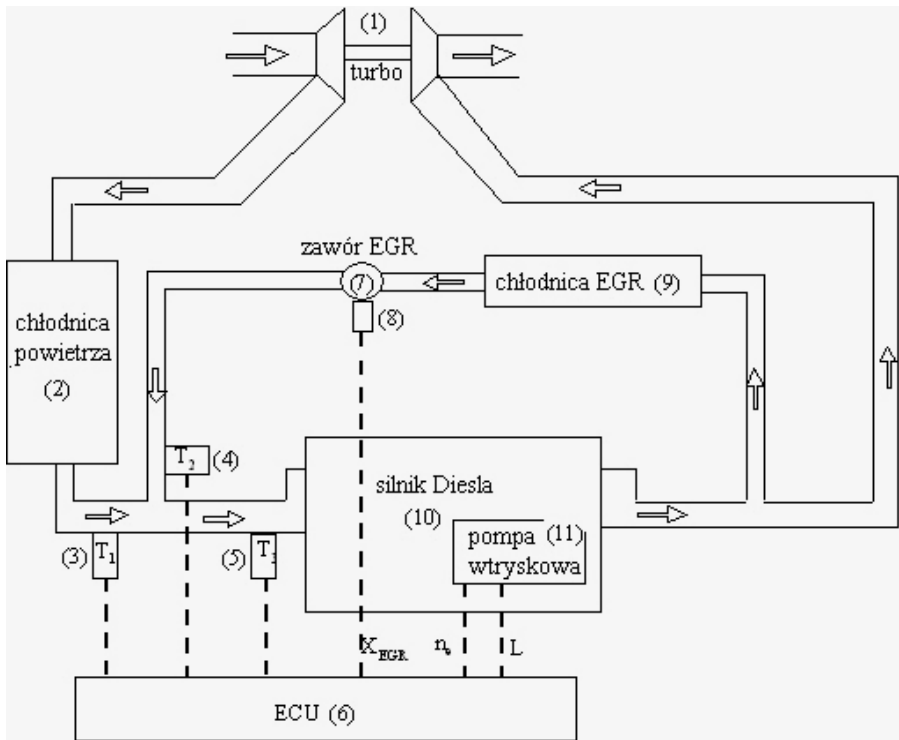 (1)
turbo
zawór EGR
(7)
chłodnica EGR (9)
(8)
chłodnica
powietrza
(2)
T2 (4)
silnik Diesla
(10)
pompa (11)
wtryskowa
(3) T1
(5) T3
XEGR
L
ECU (6)